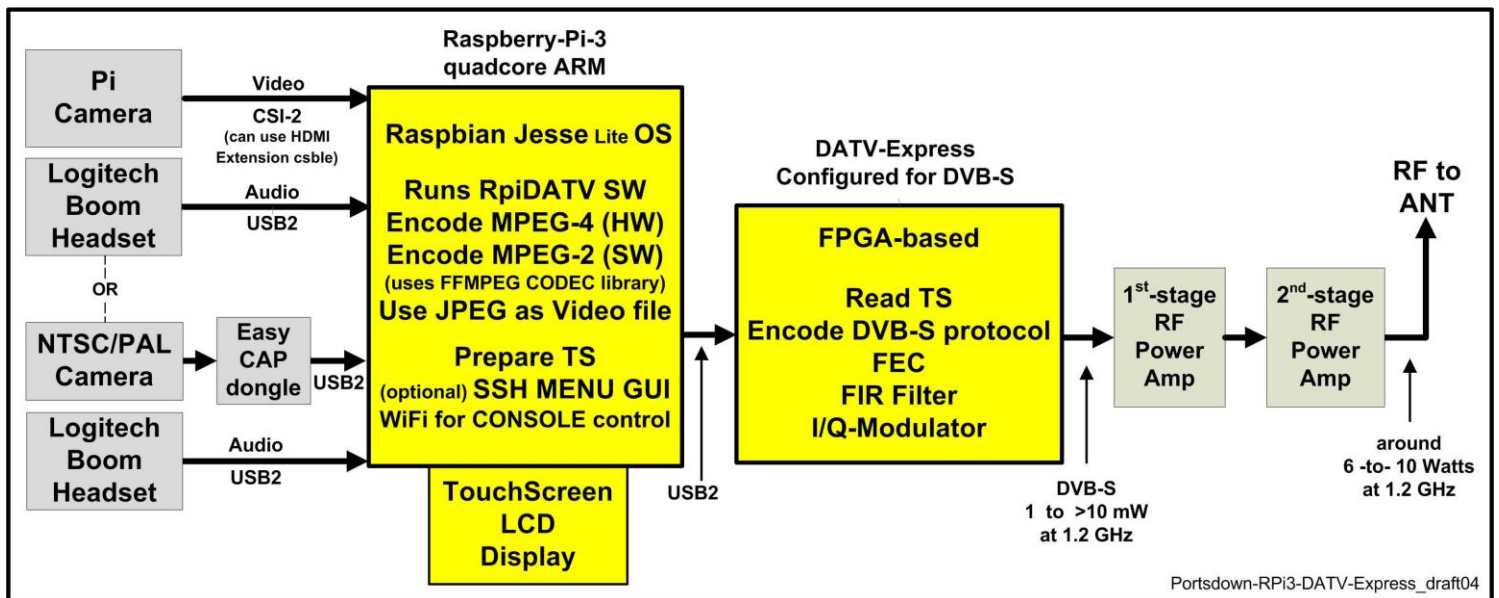 Pi
Camera
Video
CSI-2
(can use HDMI
Extension csble)
Logitech
Boom
Headset
Audio
USB2
OR
NTSC/PAL
Camera
Easy
CAP
dongle
USB2
Logitech
Boom
Headset
Audio
USB2
Raspberry-Pi-3
quadcore ARM
Raspbian Jesse Lite OS
Runs RpiDATV SW
Encode MPEG-4 (HW)
Encode MPEG-2 (SW)
(uses FFMPEG CODEC library)
Use JPEG as Video file
Prepare TS
(optional) SSH MENU GUI
WiFi for CONSOLE control
TouchScreen
LCD
Display
USB2
DATV-Express
Configured for DVB-S
FPGA-based
Read TS
Encode DVB-S protocol
FEC
FIR Filter
I/Q-Modulator
DVB-S
1 to >10 mW
at 1.2 GHz
1st-stage
RF
Power
Amp
2nd-stage
RF
Power
Amp
RF to
ANT
around
6 -to- 10 Watts
at 1.2 GHz
Portsdown-RPi3-DATV-Express_draft04